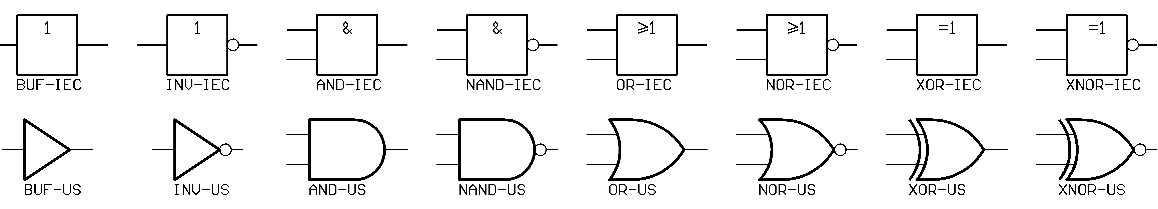 1 1 & & ≥1 ≥1 =1 =1
BUF-IEC INV-IEC AND-IEC NAND-IEC OR-IEC NOR-IEC XOR-IEC XNOR-IEC
BUF-US INV-US AND-US NAND-US OR-US NOR-US XOR-US XNOR-US